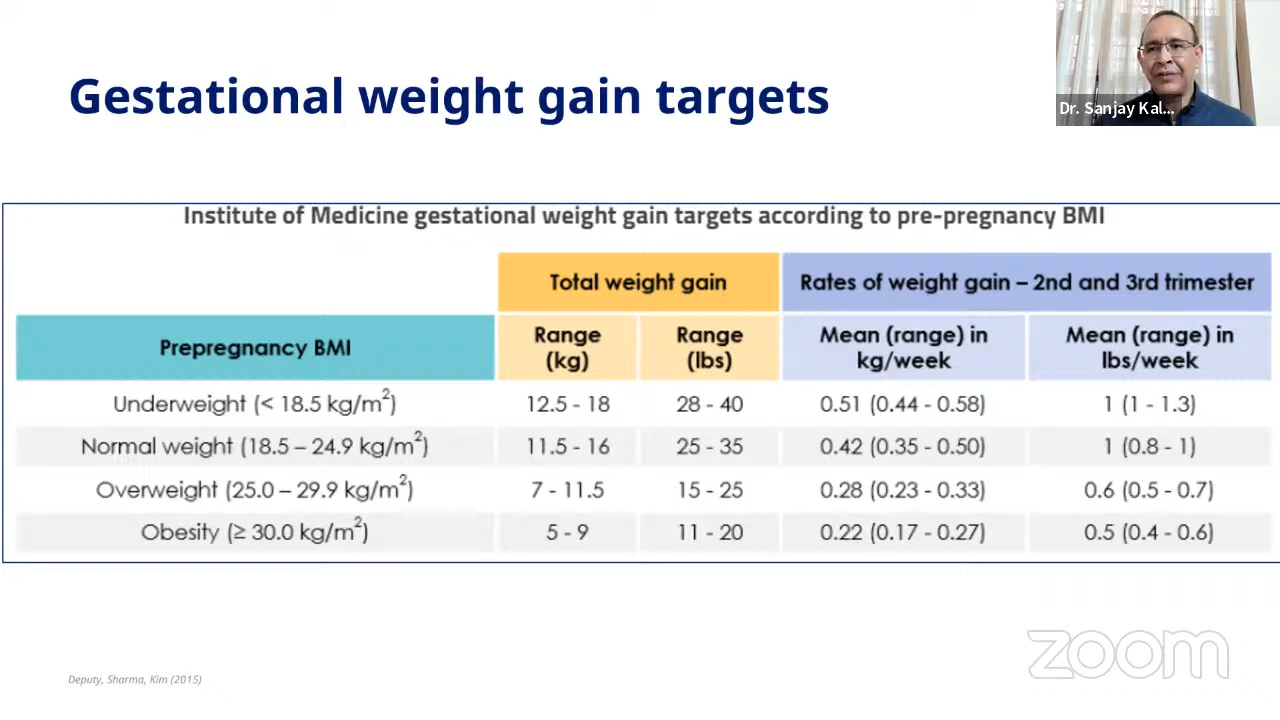 Gestational weight gain targets
Dr. Sanjay Kal...
Institute of Medicine gestational weight gain targets according to pre-pregnancy BMI
Total weight gain
Rates of weight gain – 2nd and 3rd trimester
Prepregnancy BMI
Range
(kg)
Range
(lbs)
Mean (range) in
kg/week
Mean (range) in
lbs/week
Underweight (< 18.5 kg/m²) 12.5 - 18 28 - 40 0.51 (0.44 - 0.58) 1 (1 - 1.3)
Normal weight (18.5 – 24.9 kg/m²) 11.5 - 16 25 - 35 0.42 (0.35 - 0.50) 1 (0.8 - 1)
Overweight (25.0 – 29.9 kg/m²) 7 - 11.5 15 - 25 0.28 (0.23 - 0.33) 0.6 (0.5 - 0.7)
Obesity (≥ 30.0 kg/m²) 5 - 9 11 - 20 0.22 (0.17 - 0.27) 0.5 (0.4 - 0.6)
zoom
Deputy, Sharma, Kim (2015)